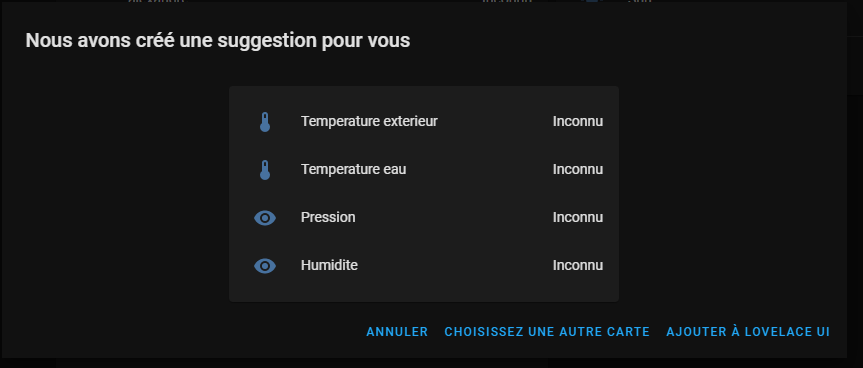 Nous avons créé une suggestion pour vous
Temperature exterieur Inconnu
Temperature eau Inconnu
Pression Inconnu
Humidite Inconnu
ANNULER CHOISISSEZ UNE AUTRE CARTE AJOUTER À LOVELACE UI